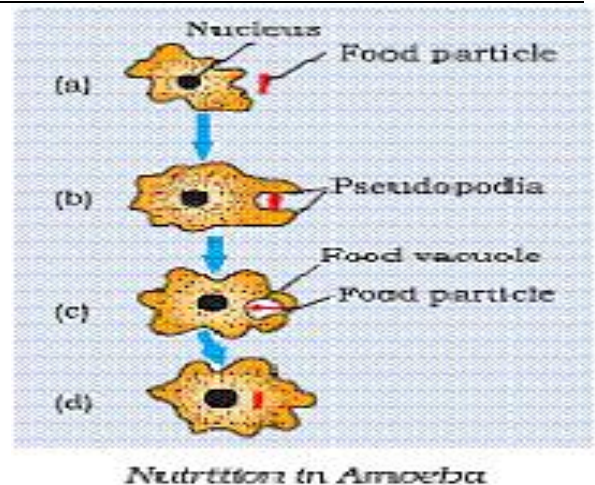 Nucleus
Food particle
(a)
(b)
Pseudopodia
Food vacuole
Food particle
(c)
(d)
Nutrition in Amoeba